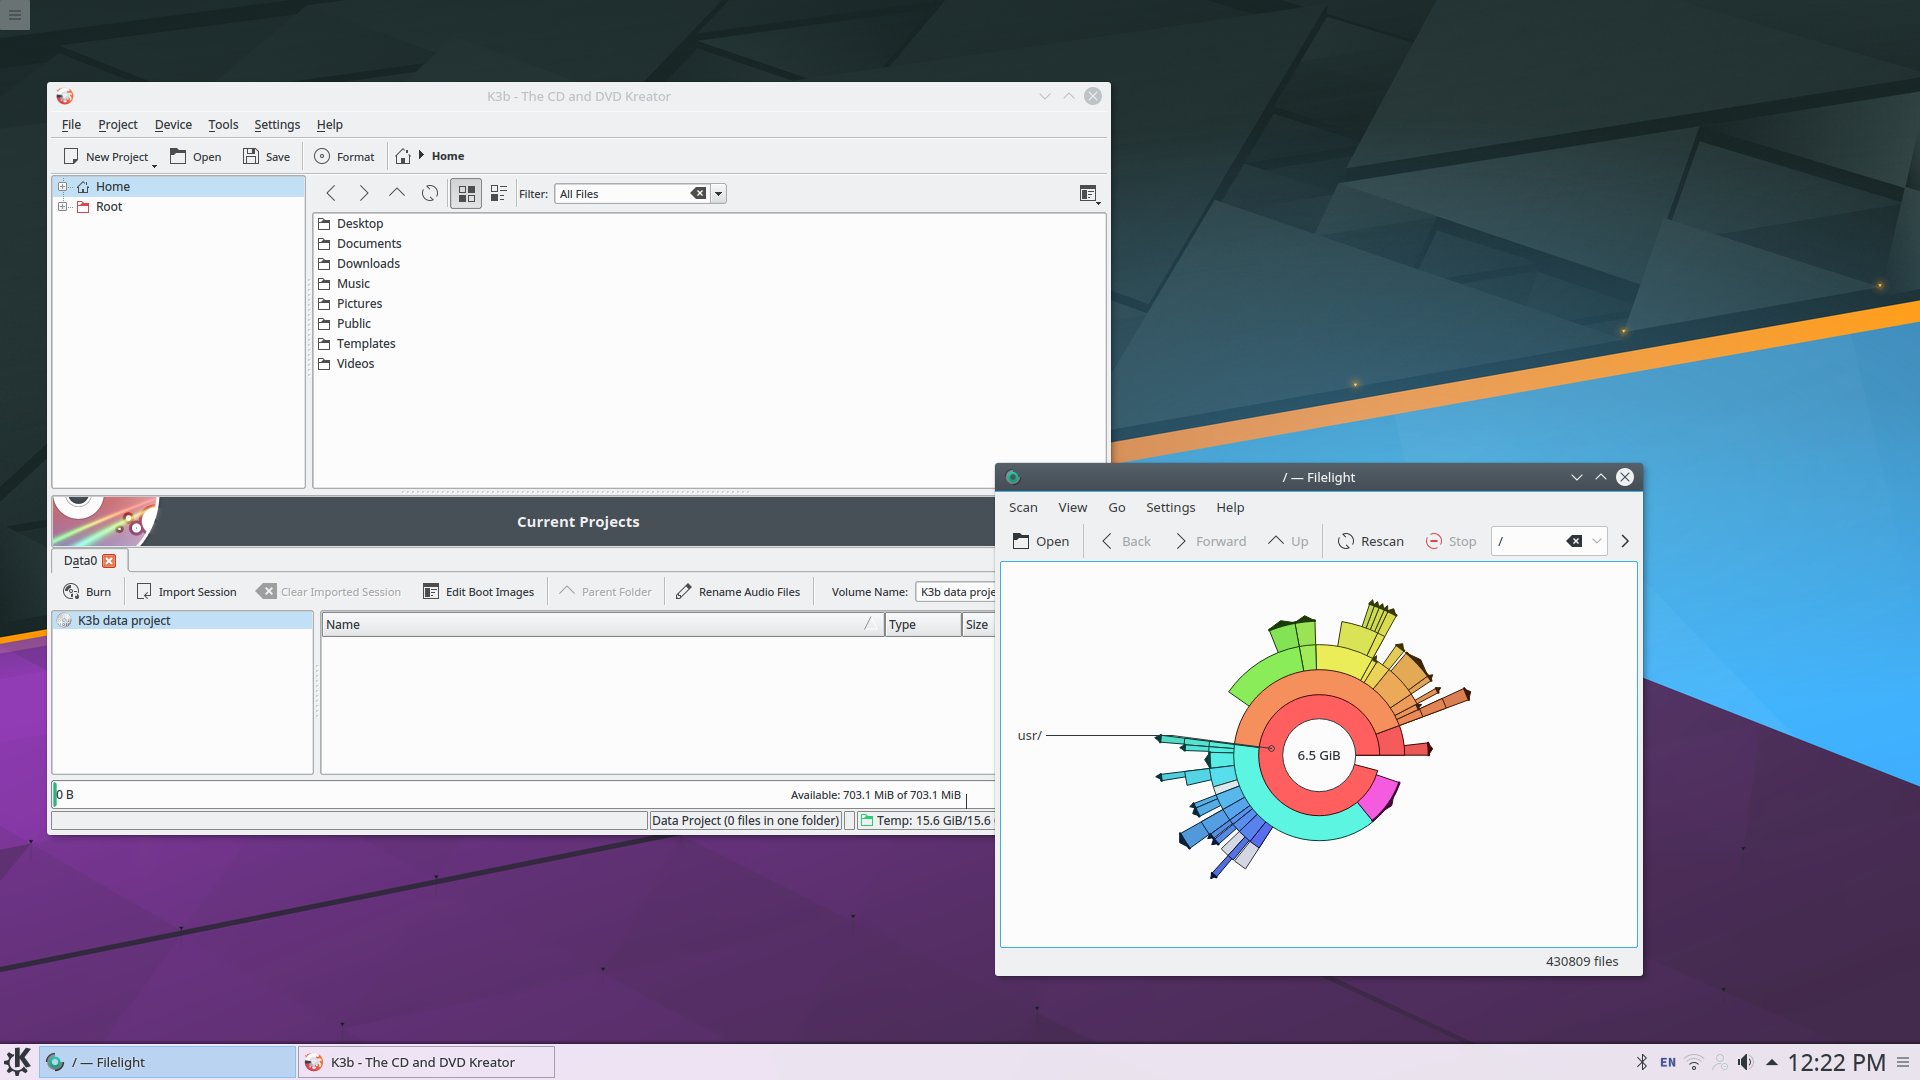 K3b - The CD and DVD Kreator
File Project Device Tools Settings Help
New Project Open Save Format Home
Home
Root
Filter: All Files
Desktop
Documents
Downloads
Music
Pictures
Public
Templates
Videos
Current Projects
Data0
Burn Import Session Clear Imported Session Edit Boot Images Parent Folder Rename Audio Files Volume Name: K3b data proje
K3b data project
Name Type Size
0 B Available: 703.1 MiB of 703.1 MiB
Data Project (0 files in one folder) Temp: 15.6 GiB/15.6
/ — Filelight
Scan View Go Settings Help
Open Back Forward Up Rescan Stop /
usr/
6.5 GiB
430809 files
/ — Filelight K3b - The CD and DVD Kreator EN 12:22 PM